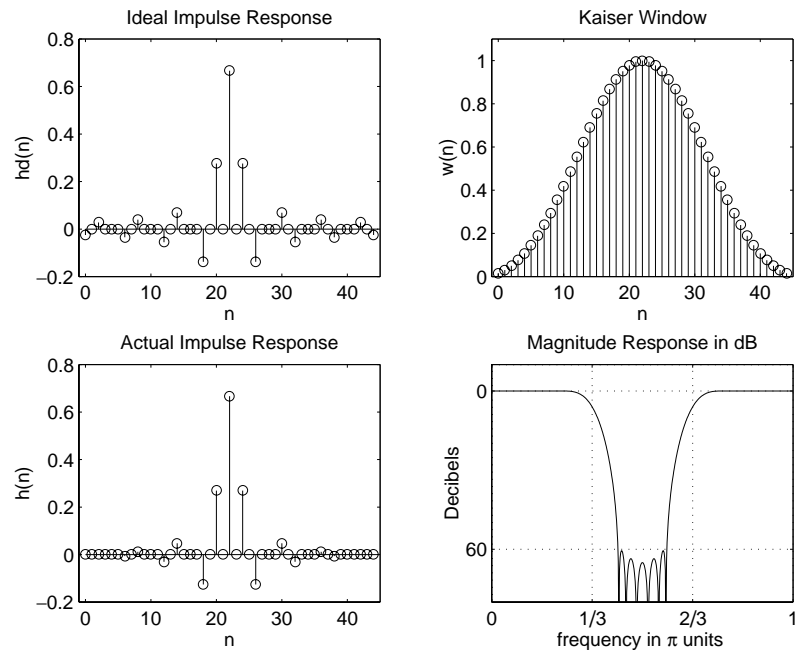 Ideal Impulse Response
hd(n)
0.8
0.6
0.4
0.2
0
−0.2
0 10 20 30 40
n
Kaiser Window
w(n)
1
0.8
0.6
0.4
0.2
0
0 10 20 30 40
n
Actual Impulse Response
h(n)
0.8
0.6
0.4
0.2
0
−0.2
0 10 20 30 40
n
Magnitude Response in dB
Decibels
0
60
0 1/3 2/3 1
frequency in π units